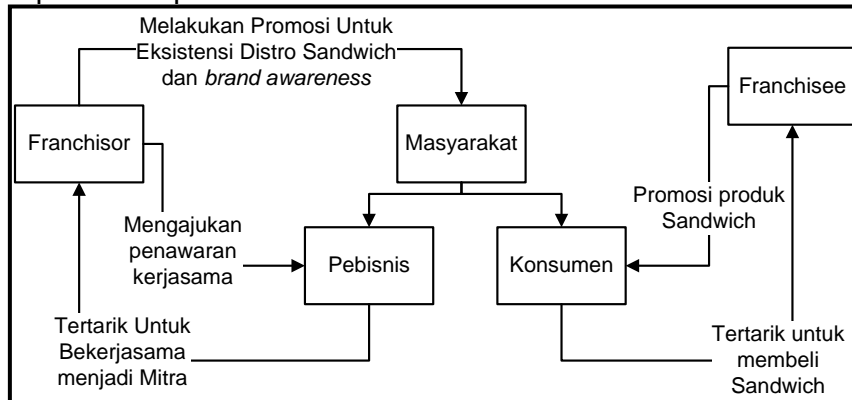 Melakukan Promosi Untuk
Eksistensi Distro Sandwich
dan brand awareness
Franchisor
Masyarakat
Franchisee
Mengajukan
penawaran
kerjasama
Pebisnis
Konsumen
Promosi produk
Sandwich
Tertarik Untuk
Bekerjasama
menjadi Mitra
Tertarik untuk
membeli
Sandwich